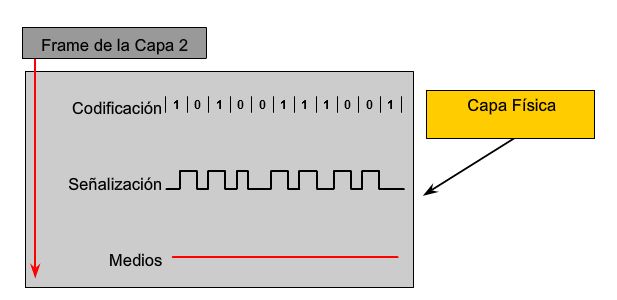 Frame de la Capa 2
Codificación | 1 | 0 | 1 | 0 | 0 | 1 | 1 | 1 | 0 | 0 | 1 |
Capa Física
Señalización
Medios